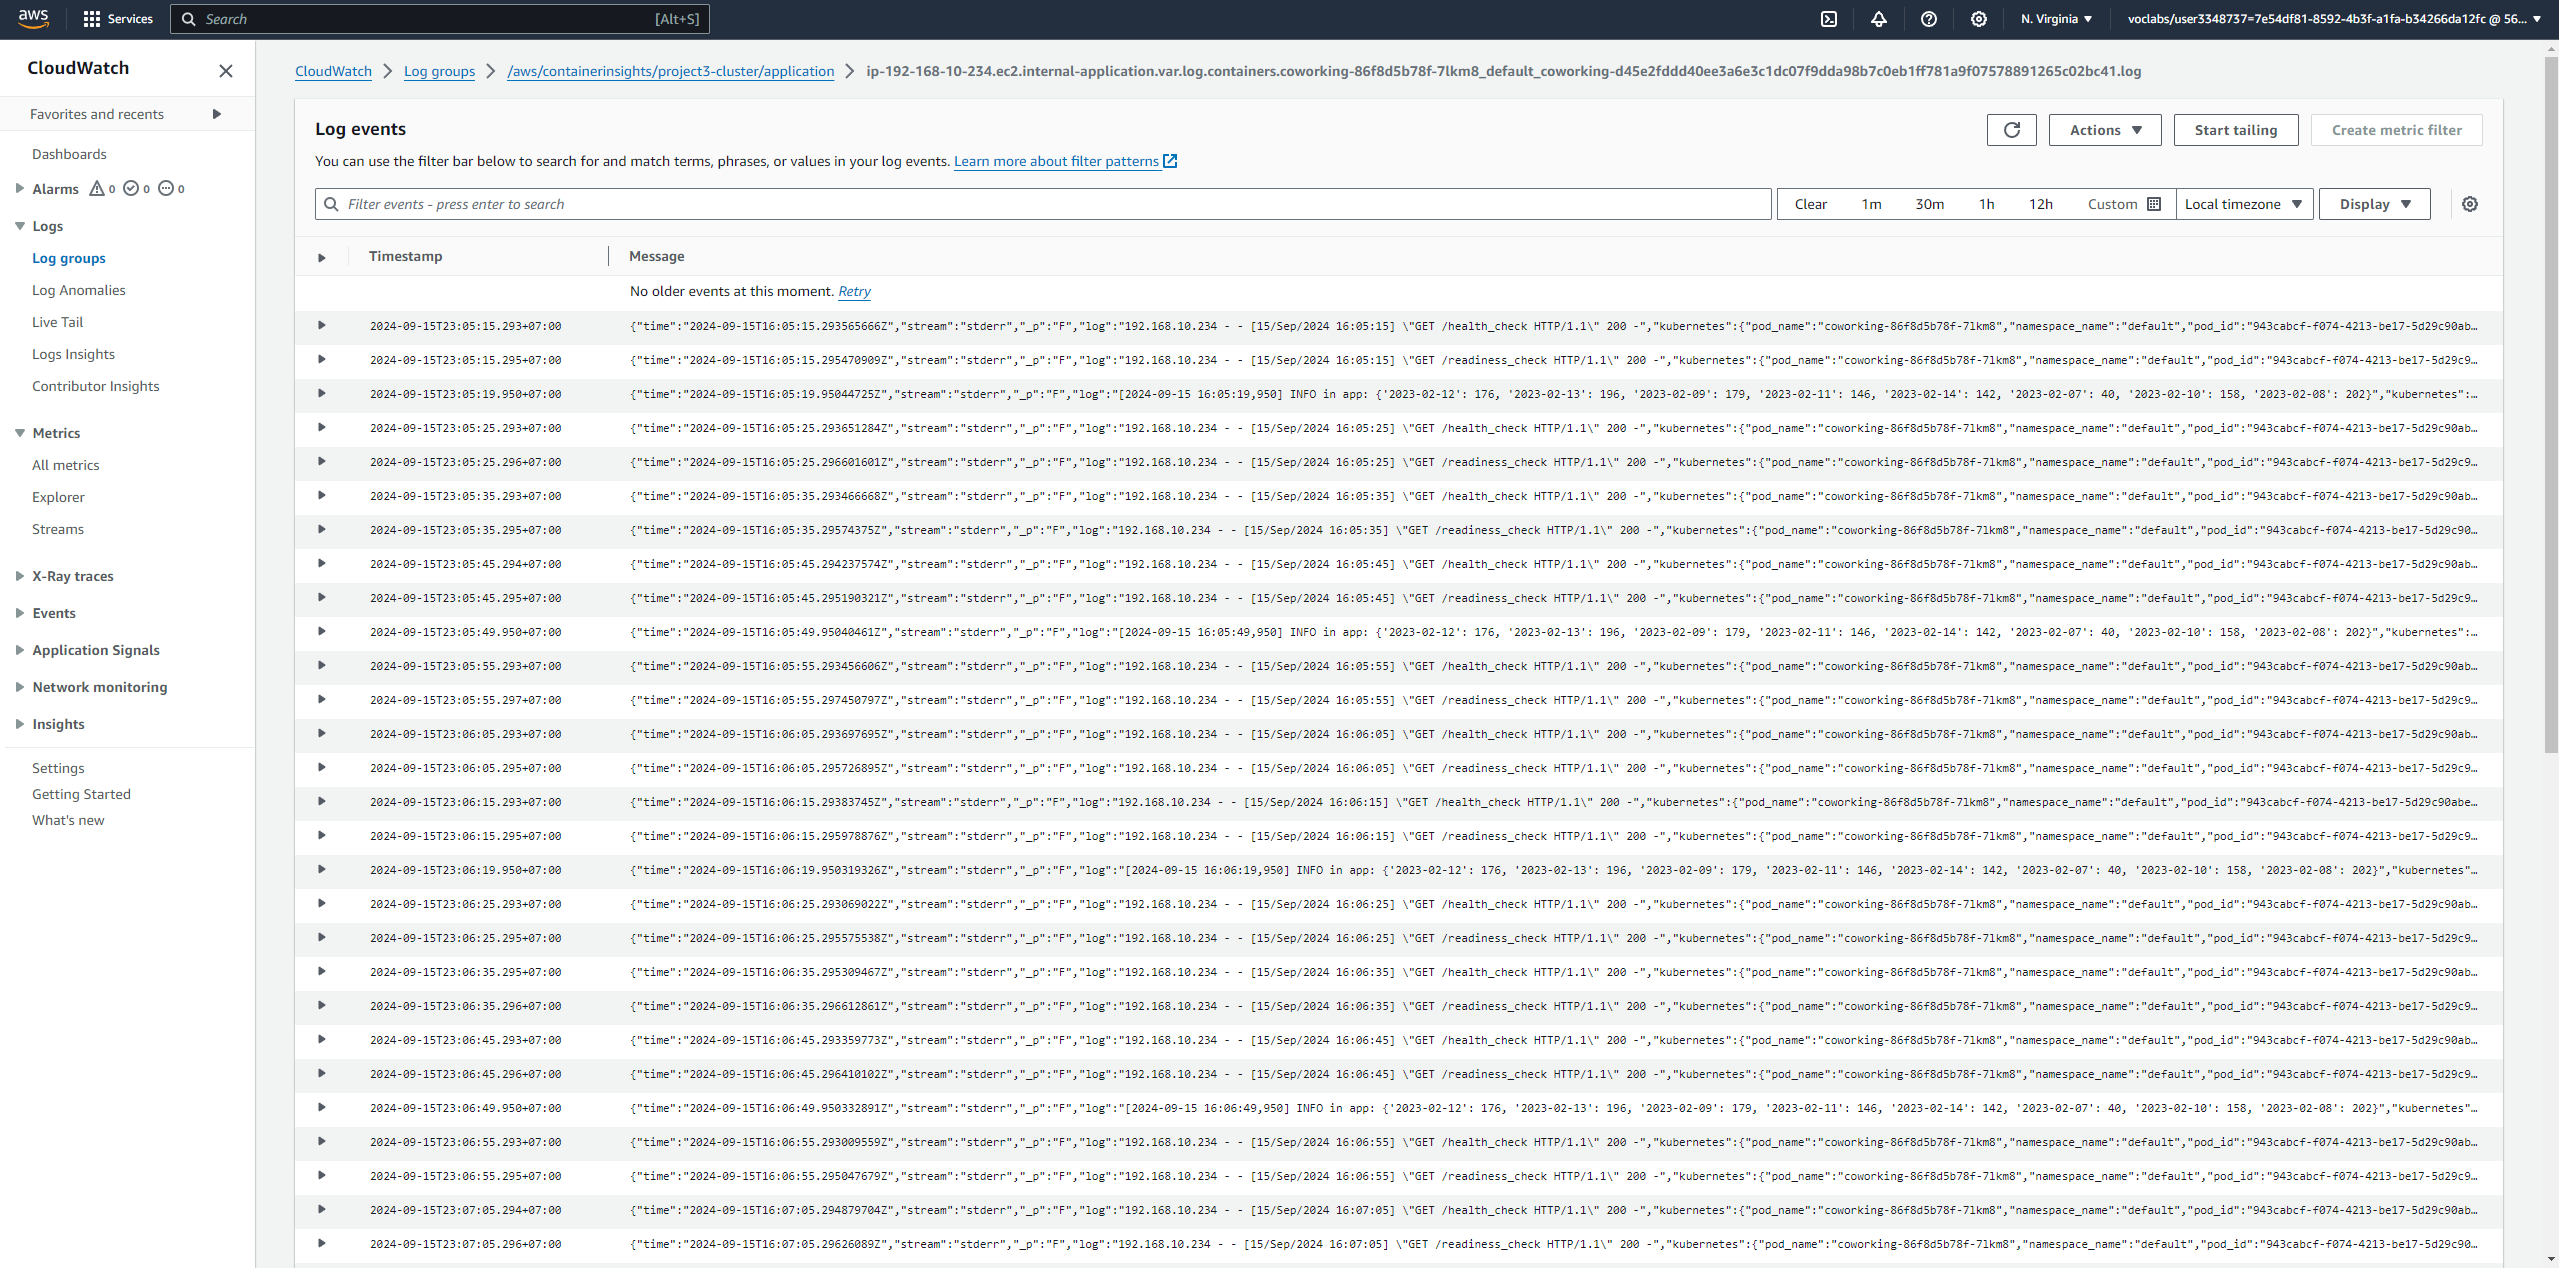 aws Services Search [Alt+S] N. Virginia voclabs/user3348737=7e54df81-8592-4b3f-a1fa-b34266da12fc @ 56...
CloudWatch
Favorites and recents
Dashboards
Alarms 0 0 0
Logs
Log groups
Log Anomalies
Live Tail
Logs Insights
Contributor Insights
Metrics
All metrics
Explorer
Streams
X-Ray traces
Events
Application Signals
Network monitoring
Insights
Settings
Getting Started
What's new
CloudWatch Log groups /aws/containerinsights/project3-cluster/application ip-192-168-10-234.ec2.internal-application.var.log.containers.coworking-86f8d5b78f-7lkm8_default_coworking-d45e2fddd40ee3a6e3c1dc07f9dda98b7c0eb1ff781a9f07578891265c02bc41.log
Log events
Actions Start tailing Create metric filter
You can use the filter bar below to search for and match terms, phrases, or values in your log events. Learn more about filter patterns
Filter events - press enter to search Clear 1m 30m 1h 12h Custom Local timezone Display
Timestamp Message
No older events at this moment. Retry
2024-09-15T23:05:15.293+07:00 {"time":"2024-09-15T16:05:15.293565666Z","stream":"stderr","_p":"F","log":"192.168.10.234 - - [15/Sep/2024 16:05:15] \"GET /health_check HTTP/1.1\" 200 -","kubernetes":{"pod_name":"coworking-86f8d5b78f-7lkm8","namespace_name":"default","pod_id":"943cabcf-f074-4213-be17-5d29c90ab…
2024-09-15T23:05:15.295+07:00 {"time":"2024-09-15T16:05:15.295470909Z","stream":"stderr","_p":"F","log":"192.168.10.234 - - [15/Sep/2024 16:05:15] \"GET /readiness_check HTTP/1.1\" 200 -","kubernetes":{"pod_name":"coworking-86f8d5b78f-7lkm8","namespace_name":"default","pod_id":"943cabcf-f074-4213-be17-5d29c9…
2024-09-15T23:05:19.950+07:00 {"time":"2024-09-15T16:05:19.95044725Z","stream":"stderr","_p":"F","log":"[2024-09-15 16:05:19,950] INFO in app: {'2023-02-12': 176, '2023-02-13': 196, '2023-02-09': 179, '2023-02-11': 146, '2023-02-14': 142, '2023-02-07': 40, '2023-02-10': 158, '2023-02-08': 202}","kubernetes":…
2024-09-15T23:05:25.293+07:00 {"time":"2024-09-15T16:05:25.293651284Z","stream":"stderr","_p":"F","log":"192.168.10.234 - - [15/Sep/2024 16:05:25] \"GET /health_check HTTP/1.1\" 200 -","kubernetes":{"pod_name":"coworking-86f8d5b78f-7lkm8","namespace_name":"default","pod_id":"943cabcf-f074-4213-be17-5d29c90ab…
2024-09-15T23:05:25.296+07:00 {"time":"2024-09-15T16:05:25.296601601Z","stream":"stderr","_p":"F","log":"192.168.10.234 - - [15/Sep/2024 16:05:25] \"GET /readiness_check HTTP/1.1\" 200 -","kubernetes":{"pod_name":"coworking-86f8d5b78f-7lkm8","namespace_name":"default","pod_id":"943cabcf-f074-4213-be17-5d29c9…
2024-09-15T23:05:35.293+07:00 {"time":"2024-09-15T16:05:35.293466668Z","stream":"stderr","_p":"F","log":"192.168.10.234 - - [15/Sep/2024 16:05:35] \"GET /health_check HTTP/1.1\" 200 -","kubernetes":{"pod_name":"coworking-86f8d5b78f-7lkm8","namespace_name":"default","pod_id":"943cabcf-f074-4213-be17-5d29c90ab…
2024-09-15T23:05:35.295+07:00 {"time":"2024-09-15T16:05:35.29574375Z","stream":"stderr","_p":"F","log":"192.168.10.234 - - [15/Sep/2024 16:05:35] \"GET /readiness_check HTTP/1.1\" 200 -","kubernetes":{"pod_name":"coworking-86f8d5b78f-7lkm8","namespace_name":"default","pod_id":"943cabcf-f074-4213-be17-5d29c90…
2024-09-15T23:05:45.294+07:00 {"time":"2024-09-15T16:05:45.294237574Z","stream":"stderr","_p":"F","log":"192.168.10.234 - - [15/Sep/2024 16:05:45] \"GET /health_check HTTP/1.1\" 200 -","kubernetes":{"pod_name":"coworking-86f8d5b78f-7lkm8","namespace_name":"default","pod_id":"943cabcf-f074-4213-be17-5d29c90ab…
2024-09-15T23:05:45.295+07:00 {"time":"2024-09-15T16:05:45.295190321Z","stream":"stderr","_p":"F","log":"192.168.10.234 - - [15/Sep/2024 16:05:45] \"GET /readiness_check HTTP/1.1\" 200 -","kubernetes":{"pod_name":"coworking-86f8d5b78f-7lkm8","namespace_name":"default","pod_id":"943cabcf-f074-4213-be17-5d29c9…
2024-09-15T23:05:49.950+07:00 {"time":"2024-09-15T16:05:49.95040461Z","stream":"stderr","_p":"F","log":"[2024-09-15 16:05:49,950] INFO in app: {'2023-02-12': 176, '2023-02-13': 196, '2023-02-09': 179, '2023-02-11': 146, '2023-02-14': 142, '2023-02-07': 40, '2023-02-10': 158, '2023-02-08': 202}","kubernetes":…
2024-09-15T23:05:55.293+07:00 {"time":"2024-09-15T16:05:55.293456606Z","stream":"stderr","_p":"F","log":"192.168.10.234 - - [15/Sep/2024 16:05:55] \"GET /health_check HTTP/1.1\" 200 -","kubernetes":{"pod_name":"coworking-86f8d5b78f-7lkm8","namespace_name":"default","pod_id":"943cabcf-f074-4213-be17-5d29c90ab…
2024-09-15T23:05:55.297+07:00 {"time":"2024-09-15T16:05:55.297450797Z","stream":"stderr","_p":"F","log":"192.168.10.234 - - [15/Sep/2024 16:05:55] \"GET /readiness_check HTTP/1.1\" 200 -","kubernetes":{"pod_name":"coworking-86f8d5b78f-7lkm8","namespace_name":"default","pod_id":"943cabcf-f074-4213-be17-5d29c9…
2024-09-15T23:06:05.293+07:00 {"time":"2024-09-15T16:06:05.293697695Z","stream":"stderr","_p":"F","log":"192.168.10.234 - - [15/Sep/2024 16:06:05] \"GET /health_check HTTP/1.1\" 200 -","kubernetes":{"pod_name":"coworking-86f8d5b78f-7lkm8","namespace_name":"default","pod_id":"943cabcf-f074-4213-be17-5d29c90ab…
2024-09-15T23:06:05.295+07:00 {"time":"2024-09-15T16:06:05.295726895Z","stream":"stderr","_p":"F","log":"192.168.10.234 - - [15/Sep/2024 16:06:05] \"GET /readiness_check HTTP/1.1\" 200 -","kubernetes":{"pod_name":"coworking-86f8d5b78f-7lkm8","namespace_name":"default","pod_id":"943cabcf-f074-4213-be17-5d29c9…
2024-09-15T23:06:15.293+07:00 {"time":"2024-09-15T16:06:15.29383745Z","stream":"stderr","_p":"F","log":"192.168.10.234 - - [15/Sep/2024 16:06:15] \"GET /health_check HTTP/1.1\" 200 -","kubernetes":{"pod_name":"coworking-86f8d5b78f-7lkm8","namespace_name":"default","pod_id":"943cabcf-f074-4213-be17-5d29c90abe…
2024-09-15T23:06:15.295+07:00 {"time":"2024-09-15T16:06:15.295978876Z","stream":"stderr","_p":"F","log":"192.168.10.234 - - [15/Sep/2024 16:06:15] \"GET /readiness_check HTTP/1.1\" 200 -","kubernetes":{"pod_name":"coworking-86f8d5b78f-7lkm8","namespace_name":"default","pod_id":"943cabcf-f074-4213-be17-5d29c9…
2024-09-15T23:06:19.950+07:00 {"time":"2024-09-15T16:06:19.950319326Z","stream":"stderr","_p":"F","log":"[2024-09-15 16:06:19,950] INFO in app: {'2023-02-12': 176, '2023-02-13': 196, '2023-02-09': 179, '2023-02-11': 146, '2023-02-14': 142, '2023-02-07': 40, '2023-02-10': 158, '2023-02-08': 202}","kubernetes"…
2024-09-15T23:06:25.293+07:00 {"time":"2024-09-15T16:06:25.293069022Z","stream":"stderr","_p":"F","log":"192.168.10.234 - - [15/Sep/2024 16:06:25] \"GET /health_check HTTP/1.1\" 200 -","kubernetes":{"pod_name":"coworking-86f8d5b78f-7lkm8","namespace_name":"default","pod_id":"943cabcf-f074-4213-be17-5d29c90ab…
2024-09-15T23:06:25.295+07:00 {"time":"2024-09-15T16:06:25.295575538Z","stream":"stderr","_p":"F","log":"192.168.10.234 - - [15/Sep/2024 16:06:25] \"GET /readiness_check HTTP/1.1\" 200 -","kubernetes":{"pod_name":"coworking-86f8d5b78f-7lkm8","namespace_name":"default","pod_id":"943cabcf-f074-4213-be17-5d29c9…
2024-09-15T23:06:35.295+07:00 {"time":"2024-09-15T16:06:35.295309467Z","stream":"stderr","_p":"F","log":"192.168.10.234 - - [15/Sep/2024 16:06:35] \"GET /health_check HTTP/1.1\" 200 -","kubernetes":{"pod_name":"coworking-86f8d5b78f-7lkm8","namespace_name":"default","pod_id":"943cabcf-f074-4213-be17-5d29c90ab…
2024-09-15T23:06:35.296+07:00 {"time":"2024-09-15T16:06:35.296612861Z","stream":"stderr","_p":"F","log":"192.168.10.234 - - [15/Sep/2024 16:06:35] \"GET /readiness_check HTTP/1.1\" 200 -","kubernetes":{"pod_name":"coworking-86f8d5b78f-7lkm8","namespace_name":"default","pod_id":"943cabcf-f074-4213-be17-5d29c9…
2024-09-15T23:06:45.293+07:00 {"time":"2024-09-15T16:06:45.293359773Z","stream":"stderr","_p":"F","log":"192.168.10.234 - - [15/Sep/2024 16:06:45] \"GET /health_check HTTP/1.1\" 200 -","kubernetes":{"pod_name":"coworking-86f8d5b78f-7lkm8","namespace_name":"default","pod_id":"943cabcf-f074-4213-be17-5d29c90ab…
2024-09-15T23:06:45.296+07:00 {"time":"2024-09-15T16:06:45.296410102Z","stream":"stderr","_p":"F","log":"192.168.10.234 - - [15/Sep/2024 16:06:45] \"GET /readiness_check HTTP/1.1\" 200 -","kubernetes":{"pod_name":"coworking-86f8d5b78f-7lkm8","namespace_name":"default","pod_id":"943cabcf-f074-4213-be17-5d29c9…
2024-09-15T23:06:49.950+07:00 {"time":"2024-09-15T16:06:49.950332891Z","stream":"stderr","_p":"F","log":"[2024-09-15 16:06:49,950] INFO in app: {'2023-02-12': 176, '2023-02-13': 196, '2023-02-09': 179, '2023-02-11': 146, '2023-02-14': 142, '2023-02-07': 40, '2023-02-10': 158, '2023-02-08': 202}","kubernetes"…
2024-09-15T23:06:55.293+07:00 {"time":"2024-09-15T16:06:55.293009559Z","stream":"stderr","_p":"F","log":"192.168.10.234 - - [15/Sep/2024 16:06:55] \"GET /health_check HTTP/1.1\" 200 -","kubernetes":{"pod_name":"coworking-86f8d5b78f-7lkm8","namespace_name":"default","pod_id":"943cabcf-f074-4213-be17-5d29c90ab…
2024-09-15T23:06:55.295+07:00 {"time":"2024-09-15T16:06:55.295047679Z","stream":"stderr","_p":"F","log":"192.168.10.234 - - [15/Sep/2024 16:06:55] \"GET /readiness_check HTTP/1.1\" 200 -","kubernetes":{"pod_name":"coworking-86f8d5b78f-7lkm8","namespace_name":"default","pod_id":"943cabcf-f074-4213-be17-5d29c9…
2024-09-15T23:07:05.294+07:00 {"time":"2024-09-15T16:07:05.294879704Z","stream":"stderr","_p":"F","log":"192.168.10.234 - - [15/Sep/2024 16:07:05] \"GET /health_check HTTP/1.1\" 200 -","kubernetes":{"pod_name":"coworking-86f8d5b78f-7lkm8","namespace_name":"default","pod_id":"943cabcf-f074-4213-be17-5d29c90ab…
2024-09-15T23:07:05.296+07:00 {"time":"2024-09-15T16:07:05.29626089Z","stream":"stderr","_p":"F","log":"192.168.10.234 - - [15/Sep/2024 16:07:05] \"GET /readiness_check HTTP/1.1\" 200 -","kubernetes":{"pod_name":"coworking-86f8d5b78f-7lkm8","namespace_name":"default","pod_id":"943cabcf-f074-4213-be17-5d29c90…